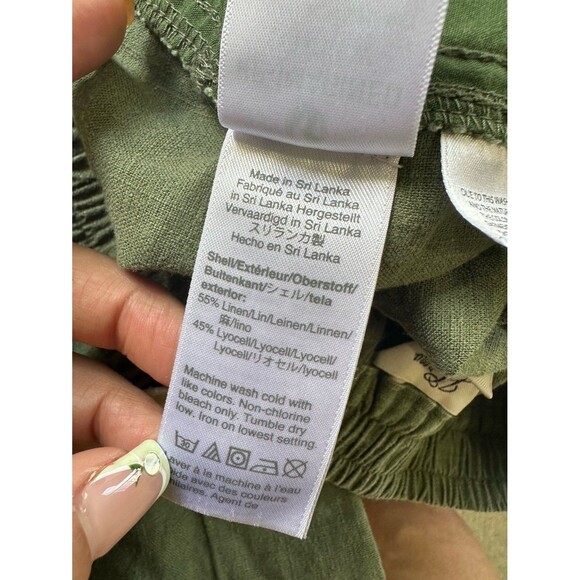 Made in Sri Lanka
Fabriqué au Sri Lanka
in Sri Lanka Hergestellt
Vervaardigd in Sri Lanka
スリランカ製
Hecho en Sri Lanka
Shell/Extérieur/Oberstoff/
Buitenkant/シェル/tela
exterior:
55% Linen/Lin/Leinen/Linnen/
麻/lino
45% Lyocell/Lyocell/Lyocell/
Lyocell/リオセル/lyocell
Machine wash cold with
like colors. Non-chlorine
bleach only. Tumble dry
low. Iron on lowest setting.
30
aver à la machine à l'eau
ide avec des couleurs
milaires. Agent de